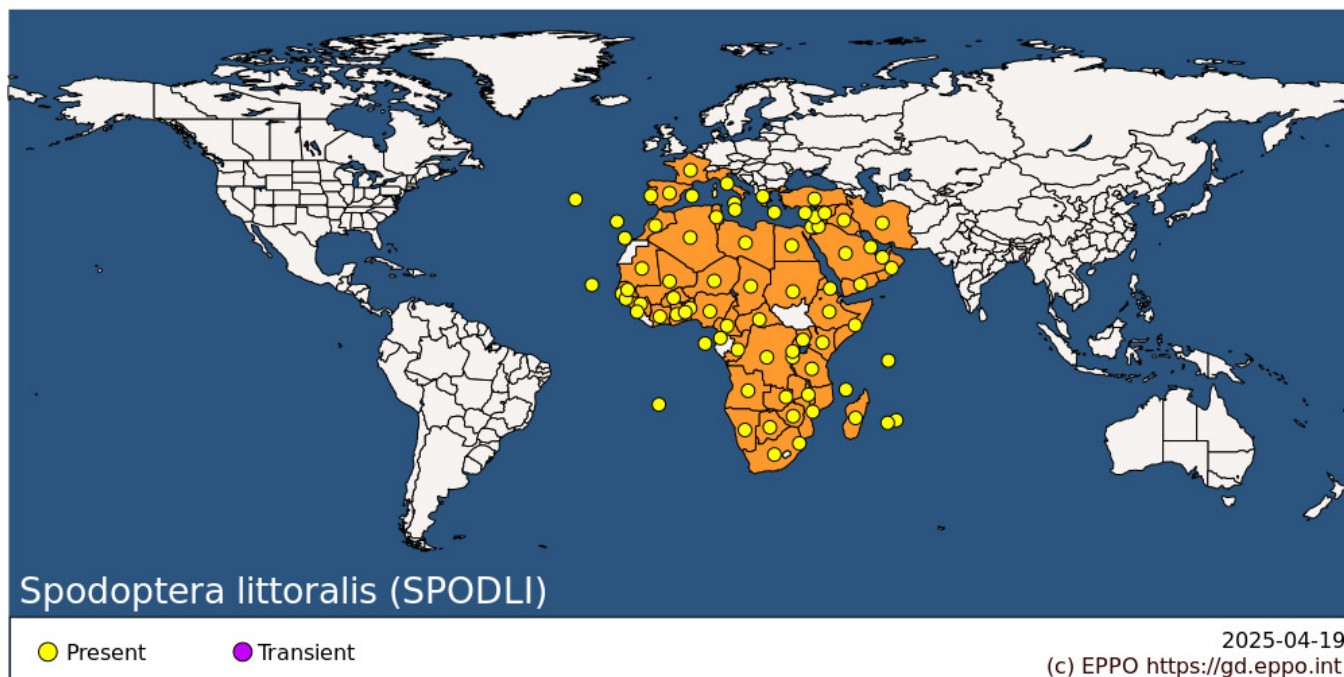 Spodoptera littoralis (SPODLI)
Present
Transient
2025-04-19
(c) EPPO https://gd.eppo.int